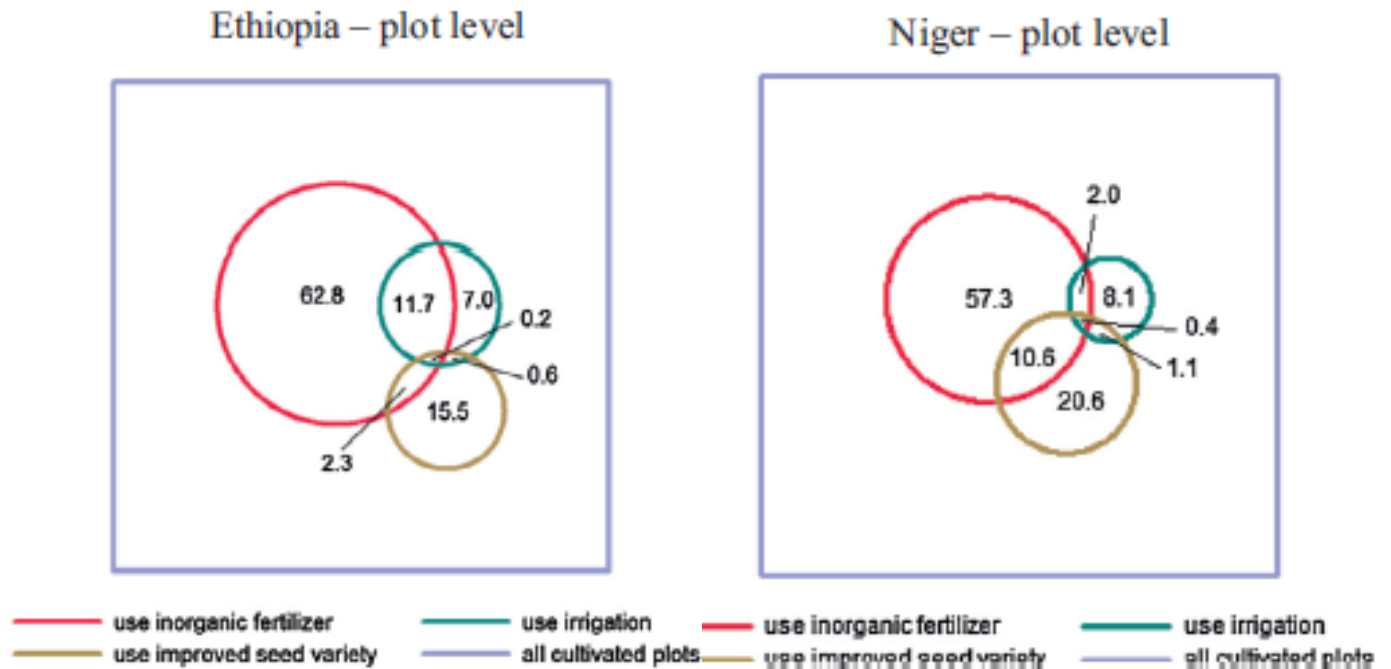 Ethiopia – plot level
62.8
11.7
7.0
0.2
0.6
15.5
2.3
use inorganic fertilizer
use irrigation
use improved seed variety
all cultivated plots
Niger – plot level
2.0
57.3
8.1
0.4
10.6
1.1
20.6
use inorganic fertilizer
use irrigation
use improved seed variety
all cultivated plots